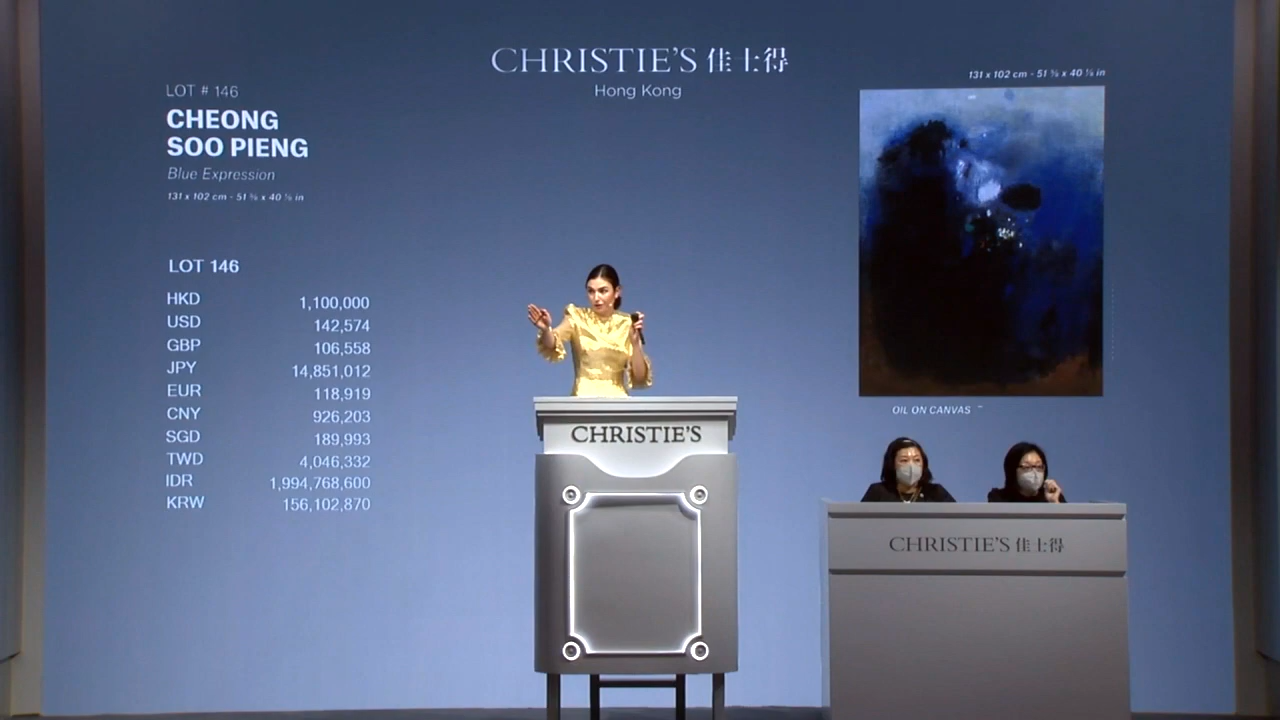 CHRISTIE'S 佳士得
Hong Kong
LOT # 146
CHEONG
SOO PIENG
Blue Expression
131 x 102 cm - 51 ⅝ x 40 ⅛ in
LOT 146
HKD 1,100,000
USD 142,574
GBP 106,558
JPY 14,851,012
EUR 118,919
CNY 926,203
SGD 189,993
TWD 4,046,332
IDR 1,994,768,600
KRW 156,102,870
131 x 102 cm - 51 ⅝ x 40 ⅛ in
OIL ON CANVAS
CHRISTIE'S
CHRISTIE'S 佳士得